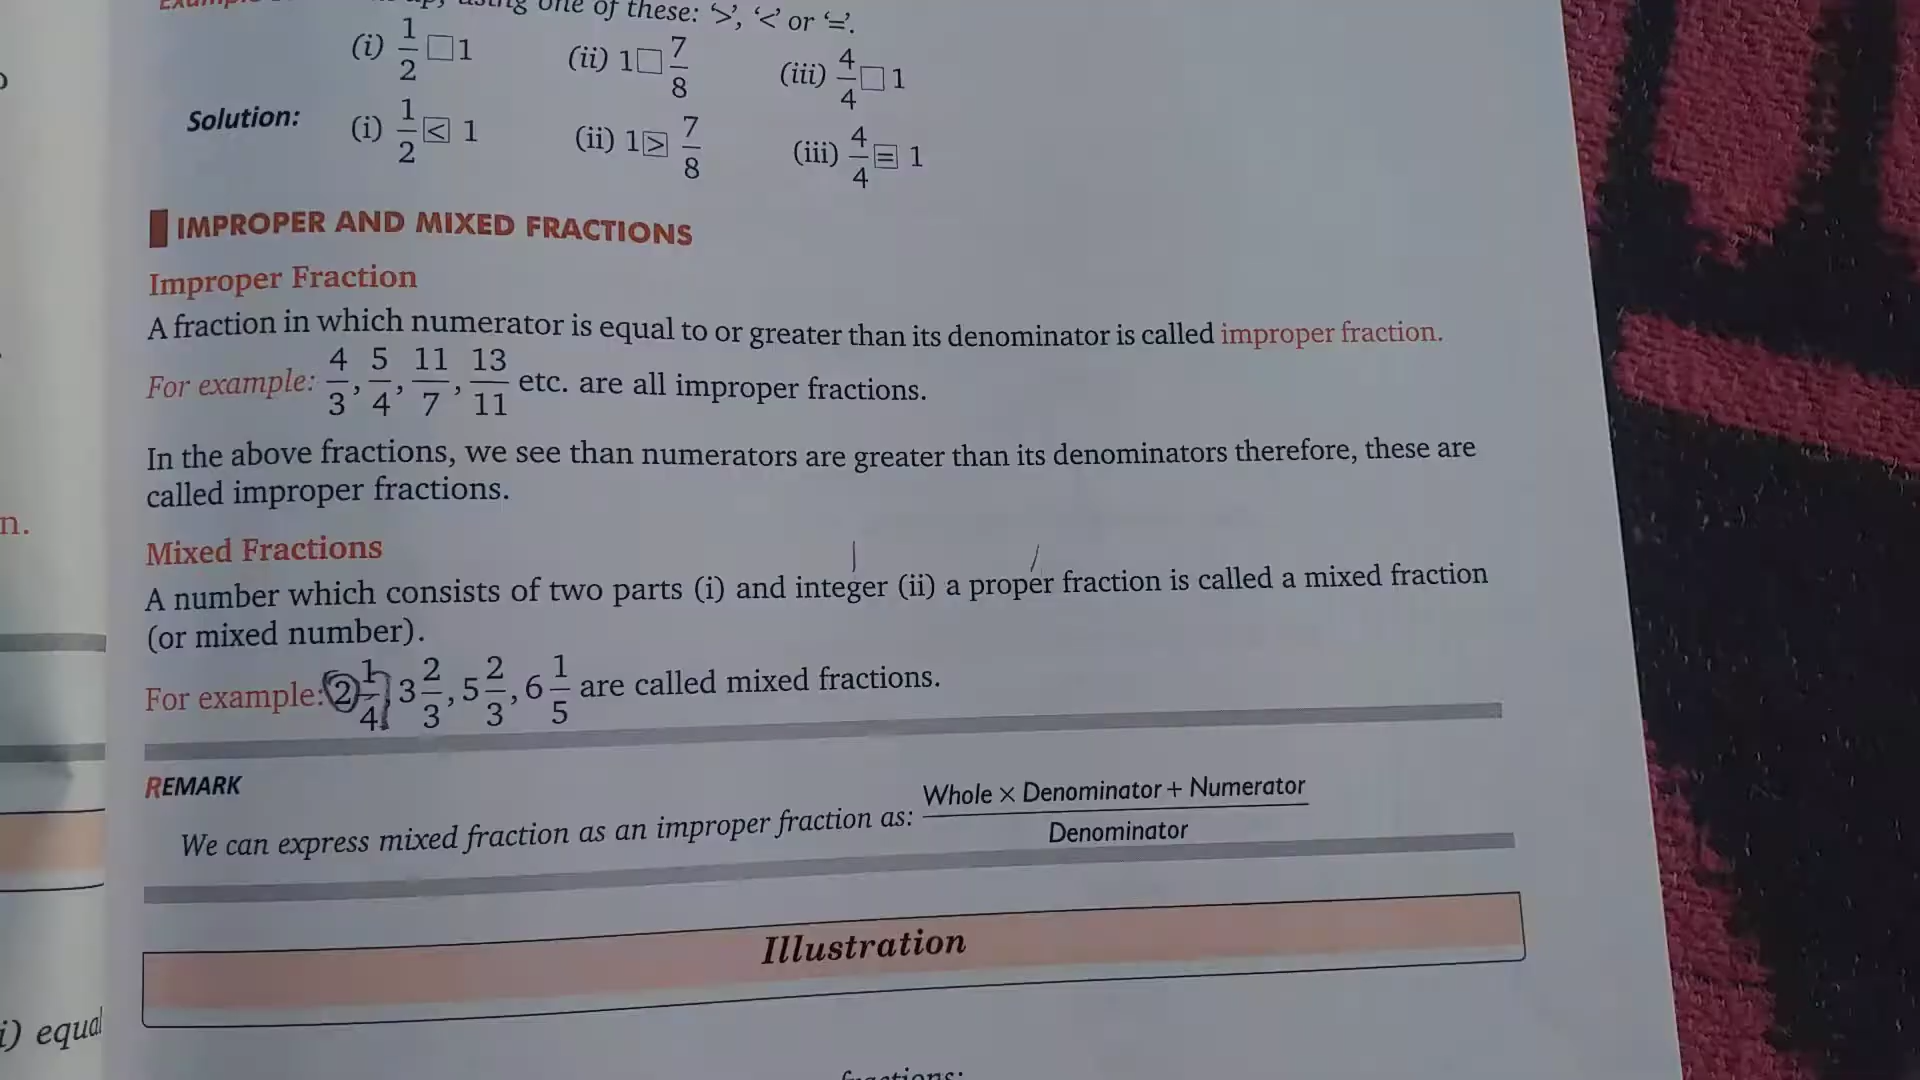 using one of these: '>', '<' or '='.
(i) 1/2 □ 1 (ii) 1 □ 7/8 (iii) 4/4 □ 1
Solution: (i) 1/2 < 1 (ii) 1 > 7/8 (iii) 4/4 = 1
IMPROPER AND MIXED FRACTIONS
Improper Fraction
A fraction in which numerator is equal to or greater than its denominator is called improper fraction.
For example: 4/3, 5/4, 11/7, 13/11 etc. are all improper fractions.
In the above fractions, we see than numerators are greater than its denominators therefore, these are
called improper fractions.
n.
Mixed Fractions
A number which consists of two parts (i) and integer (ii) a proper fraction is called a mixed fraction
(or mixed number).
For example: 2 1/4, 3 2/3, 5 2/3, 6 1/5 are called mixed fractions.
REMARK
We can express mixed fraction as an improper fraction as: Whole × Denominator + Numerator / Denominator
Illustration
i) equal
fractions: